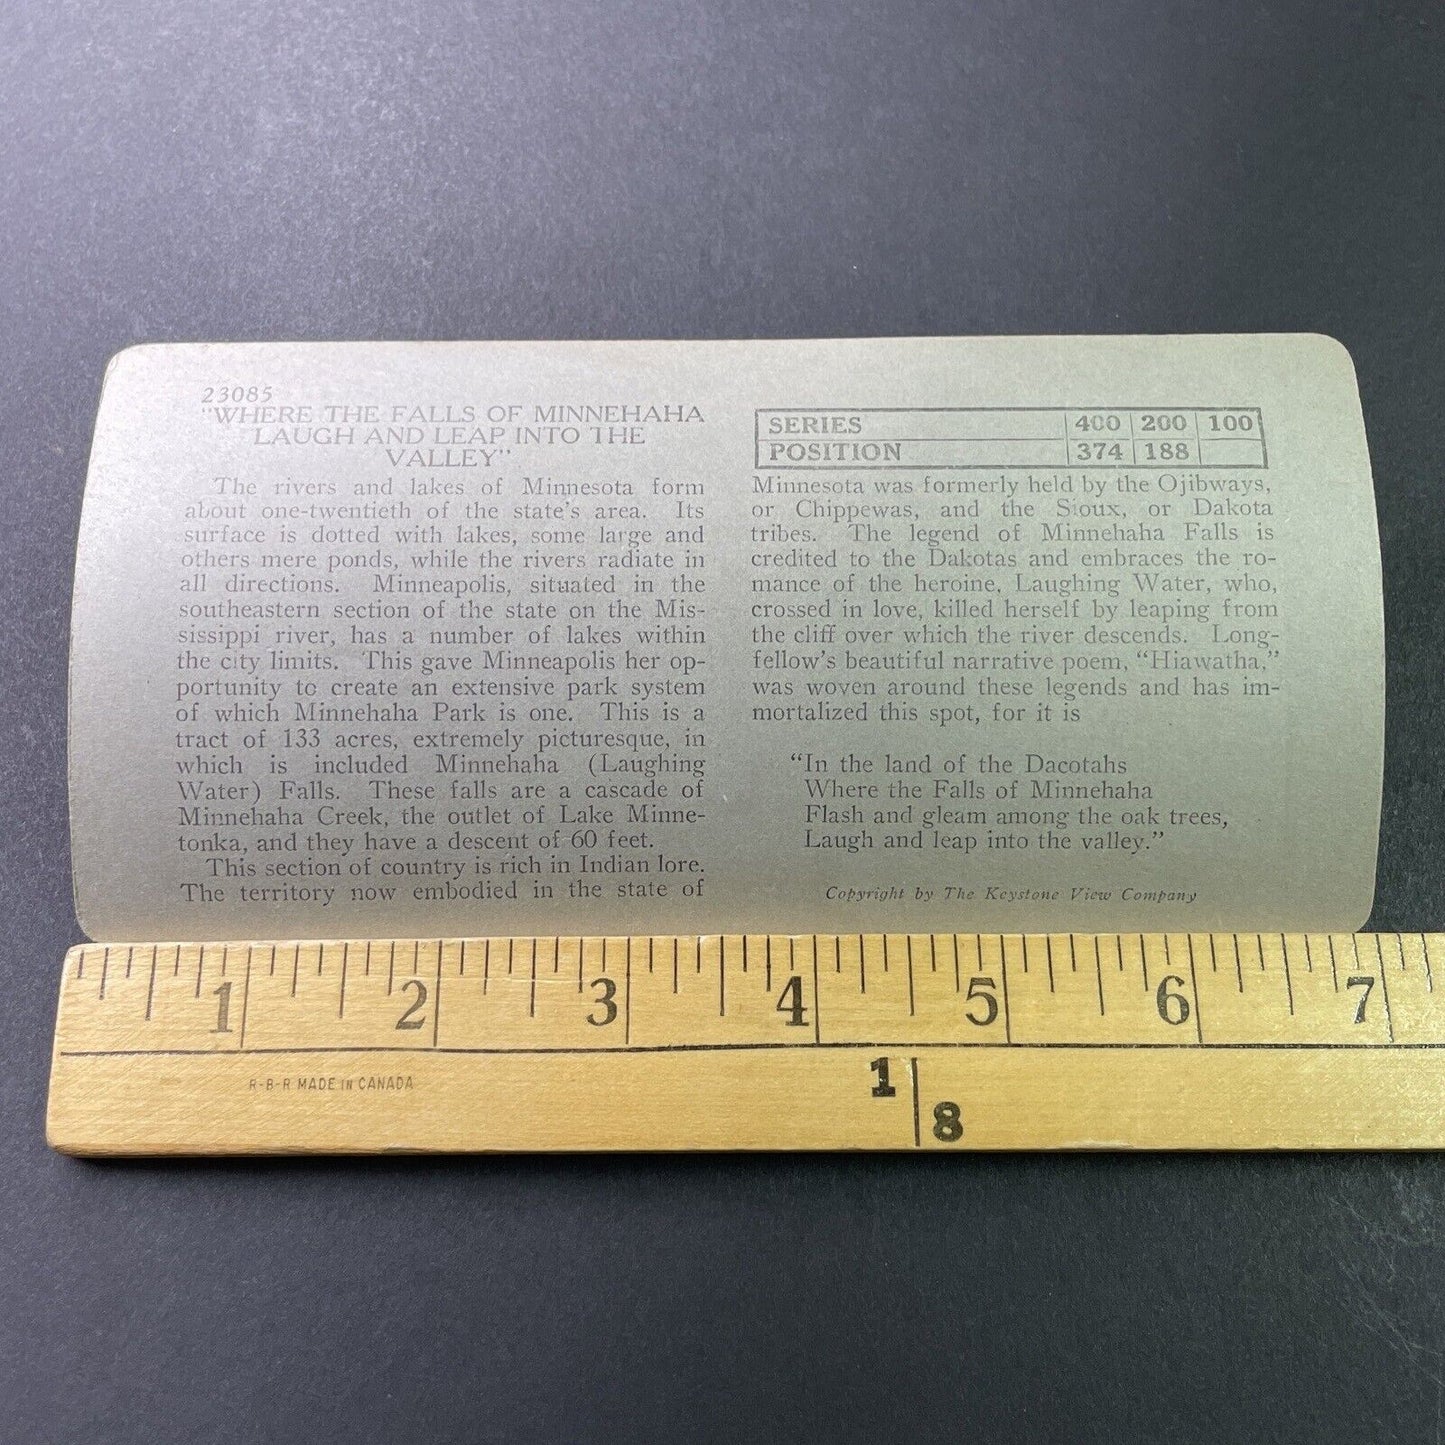 23085
"WHERE THE FALLS OF MINNEHAHA
LAUGH AND LEAP INTO THE
VALLEY"
The rivers and lakes of Minnesota form
about one-twentieth of the state's area. Its
surface is dotted with lakes, some large and
others mere ponds, while the rivers radiate in
all directions. Minneapolis, situated in the
southeastern section of the state on the Mis-
sissippi river, has a number of lakes within
the city limits. This gave Minneapolis her op-
portunity to create an extensive park system
of which Minnehaha Park is one. This is a
tract of 133 acres, extremely picturesque, in
which is included Minnehaha (Laughing
Water) Falls. These falls are a cascade of
Minnehaha Creek, the outlet of Lake Minne-
tonka, and they have a descent of 60 feet.
This section of country is rich in Indian lore.
The territory now embodied in the state of
SERIES 400 200 100
POSITION 374 188
Minnesota was formerly held by the Ojibways,
or Chippewas, and the Sioux, or Dakota
tribes. The legend of Minnehaha Falls is
credited to the Dakotas and embraces the ro-
mance of the heroine, Laughing Water, who,
crossed in love, killed herself by leaping from
the cliff over which the river descends. Long-
fellow's beautiful narrative poem, "Hiawatha,"
was woven around these legends and has im-
mortalized this spot, for it is
"In the land of the Dacotahs
Where the Falls of Minnehaha
Flash and gleam among the oak trees,
Laugh and leap into the valley."
Copyright by The Keystone View Company
1 2 3 4 5 6 7
R-B-R MADE IN CANADA
1
8